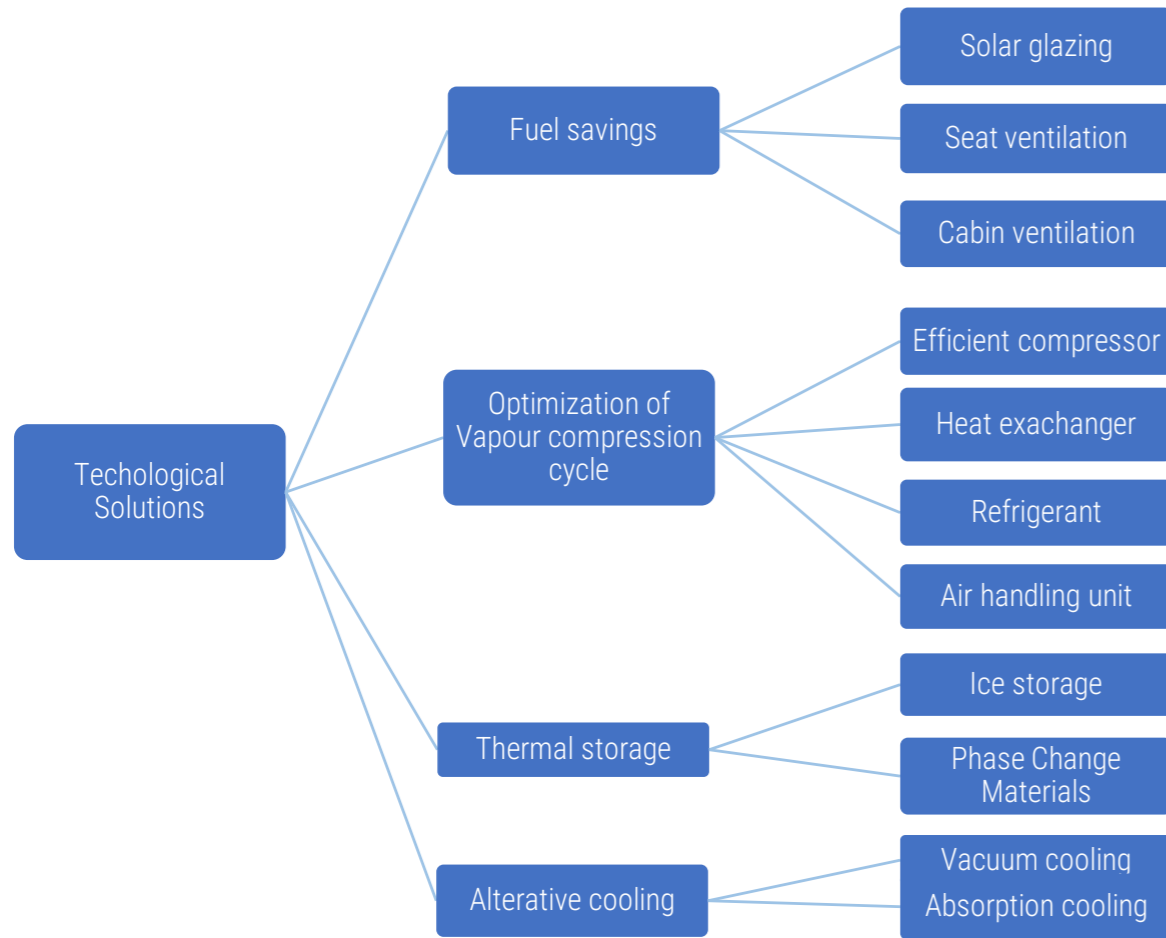 Techological
Solutions
Fuel savings
Solar glazing
Seat ventilation
Cabin ventilation
Optimization of
Vapour compression
cycle
Efficient compressor
Heat exachanger
Refrigerant
Air handling unit
Thermal storage
Ice storage
Phase Change
Materials
Alterative cooling
Vacuum cooling
Absorption cooling